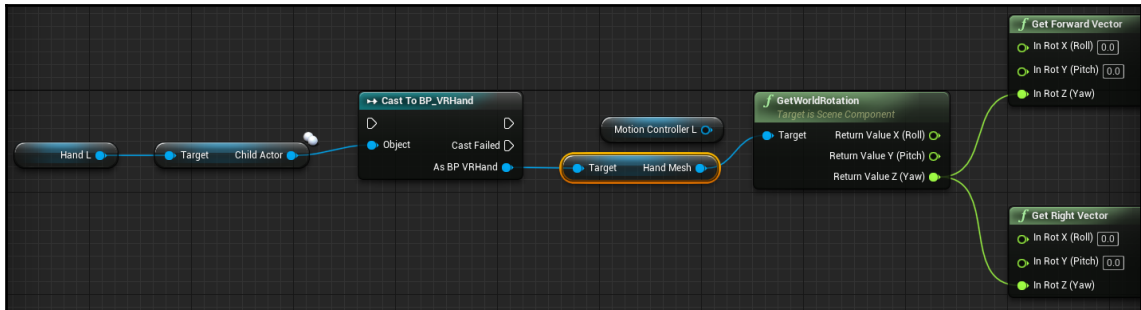 Hand L
Target Child Actor
Cast To BP_VRHand
Object Cast Failed
As BP VRHand
Motion Controller L
Target Hand Mesh
f GetWorldRotation
Target is Scene Component
Target Return Value X (Roll)
Return Value Y (Pitch)
Return Value Z (Yaw)
f Get Forward Vector
In Rot X (Roll) 0.0
In Rot Y (Pitch) 0.0
In Rot Z (Yaw)
f Get Right Vector
In Rot X (Roll) 0.0
In Rot Y (Pitch) 0.0
In Rot Z (Yaw)